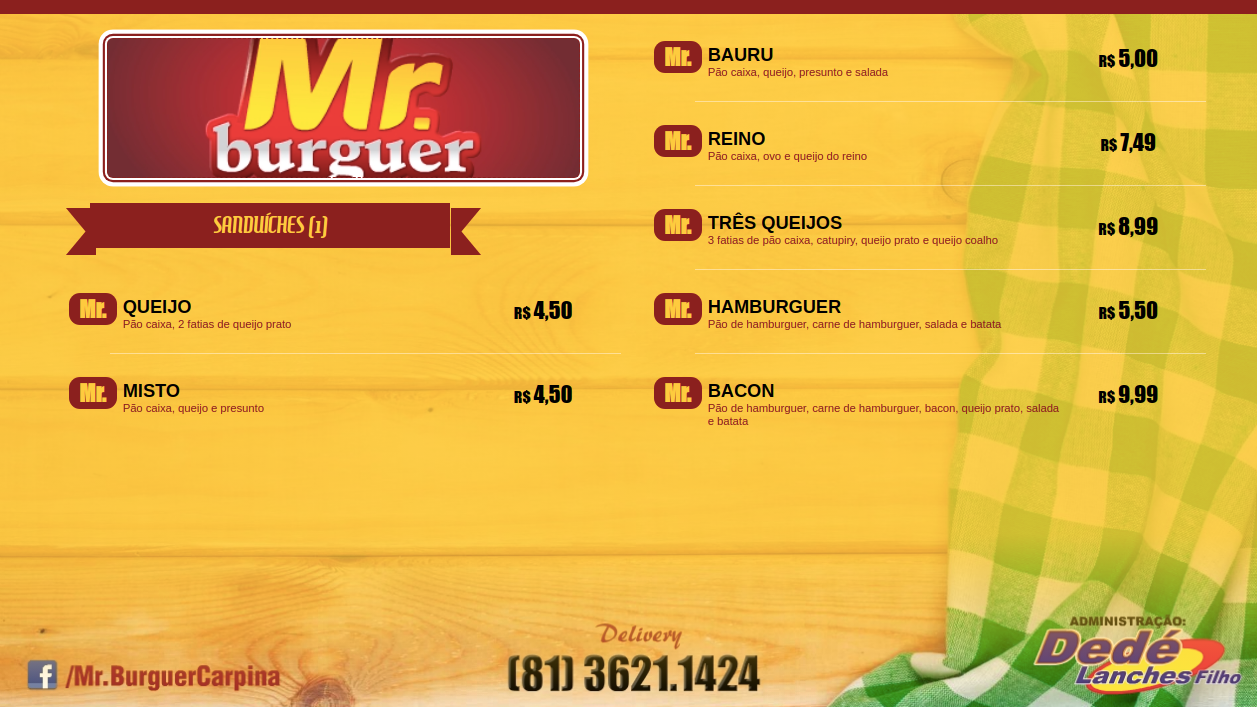 Mr.
burguer
SANDUÍCHES (1)
Mr. QUEIJO R$ 4,50
Pão caixa, 2 fatias de queijo prato
Mr. MISTO R$ 4,50
Pão caixa, queijo e presunto
Mr. BAURU R$ 5,00
Pão caixa, queijo, presunto e salada
Mr. REINO R$ 7,49
Pão caixa, ovo e queijo do reino
Mr. TRÊS QUEIJOS R$ 8,99
3 fatias de pão caixa, catupiry, queijo prato e queijo coalho
Mr. HAMBURGUER R$ 5,50
Pão de hamburguer, carne de hamburguer, salada e batata
Mr. BACON R$ 9,99
Pão de hamburguer, carne de hamburguer, bacon, queijo prato, salada
e batata
/Mr.BurguerCarpina
Delivery
(81) 3621.1424
ADMINISTRAÇÃO:
Dedé
Lanches Filho